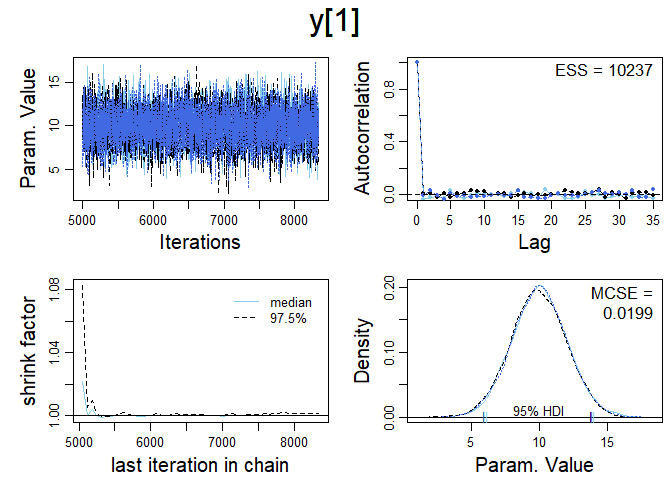 y[1]
Param. Value
5
10
15
5000
6000
7000
8000
Iterations
Autocorrelation
0.0
0.4
0.8
ESS = 10237
0
5
10
15
20
25
30
35
Lag
shrink factor
1.00
1.04
1.08
median
97.5%
5000
6000
7000
8000
last iteration in chain
Density
0.00
0.10
0.20
MCSE =
0.0199
95% HDI
5
10
15
Param. Value